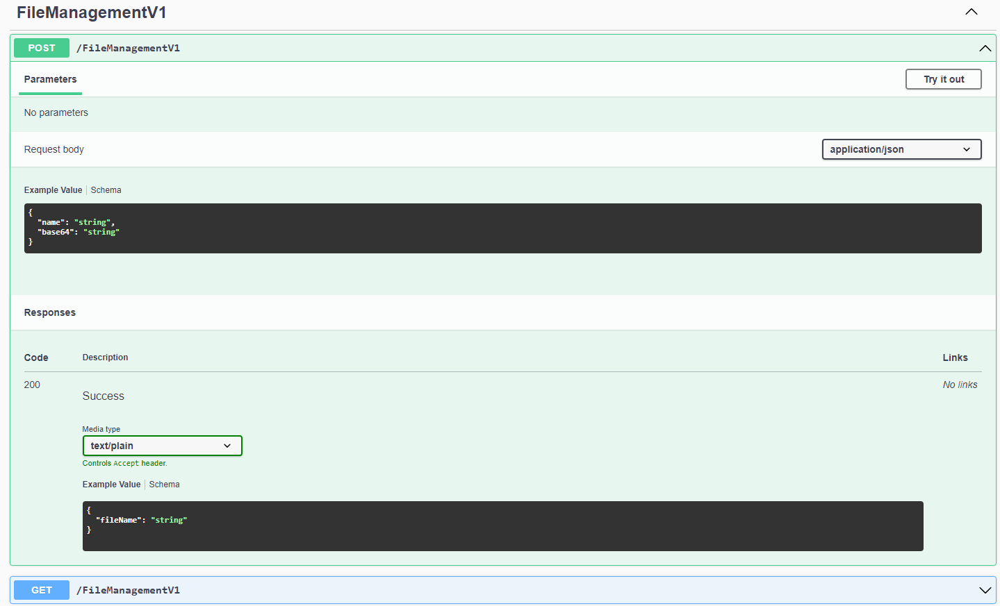 FileManagementV1
POST /FileManagementV1
Parameters
Try it out
No parameters
Request body
application/json
Example Value Schema
{
  "name": "string",
  "base64": "string"
}
Responses
Code Description Links
200 Success No links
Media type
text/plain
Controls Accept header.
Example Value Schema
{
  "fileName": "string"
}
GET /FileManagementV1